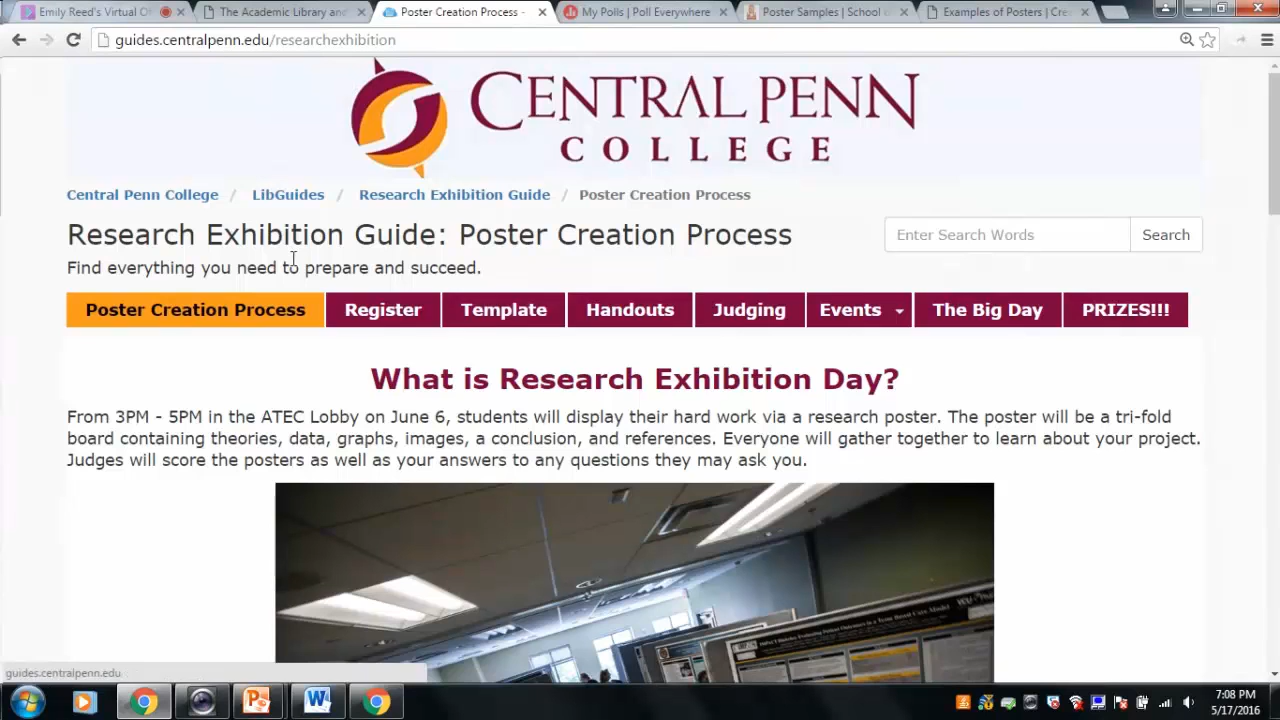 Emily Reed's Virtual Of
The Academic Library and
Poster Creation Process -
My Polls | Poll Everywhere
Poster Samples | School o
Examples of Posters | Cre
guides.centralpenn.edu/researchexhibition
CENTRAL PENN
COLLEGE
Central Penn College / LibGuides / Research Exhibition Guide / Poster Creation Process
Research Exhibition Guide: Poster Creation Process
Enter Search Words
Search
Find everything you need to prepare and succeed.
Poster Creation Process
Register
Template
Handouts
Judging
Events
The Big Day
PRIZES!!!
What is Research Exhibition Day?
From 3PM - 5PM in the ATEC Lobby on June 6, students will display their hard work via a research poster. The poster will be a tri-fold
board containing theories, data, graphs, images, a conclusion, and references. Everyone will gather together to learn about your project.
Judges will score the posters as well as your answers to any questions they may ask you.
guides.centralpenn.edu
7:08 PM
5/17/2016